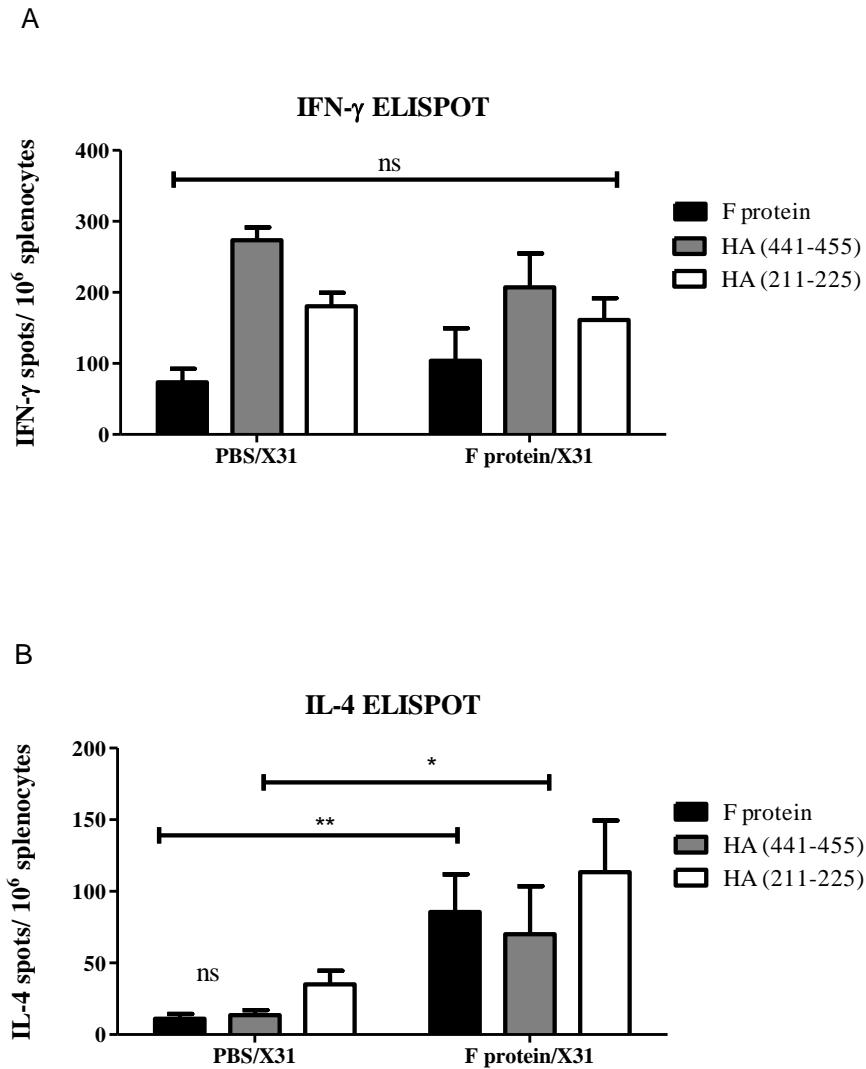 A
IFN-γ ELISPOT
IFN-γ spots/ 10⁶ splenocytes
400
300
200
100
0
ns
PBS/X31
F protein/X31
F protein
HA (441-455)
HA (211-225)
B
IL-4 ELISPOT
IL-4 spots/ 10⁶ splenocytes
200
150
100
50
0
*
**
ns
PBS/X31
F protein/X31
F protein
HA (441-455)
HA (211-225)